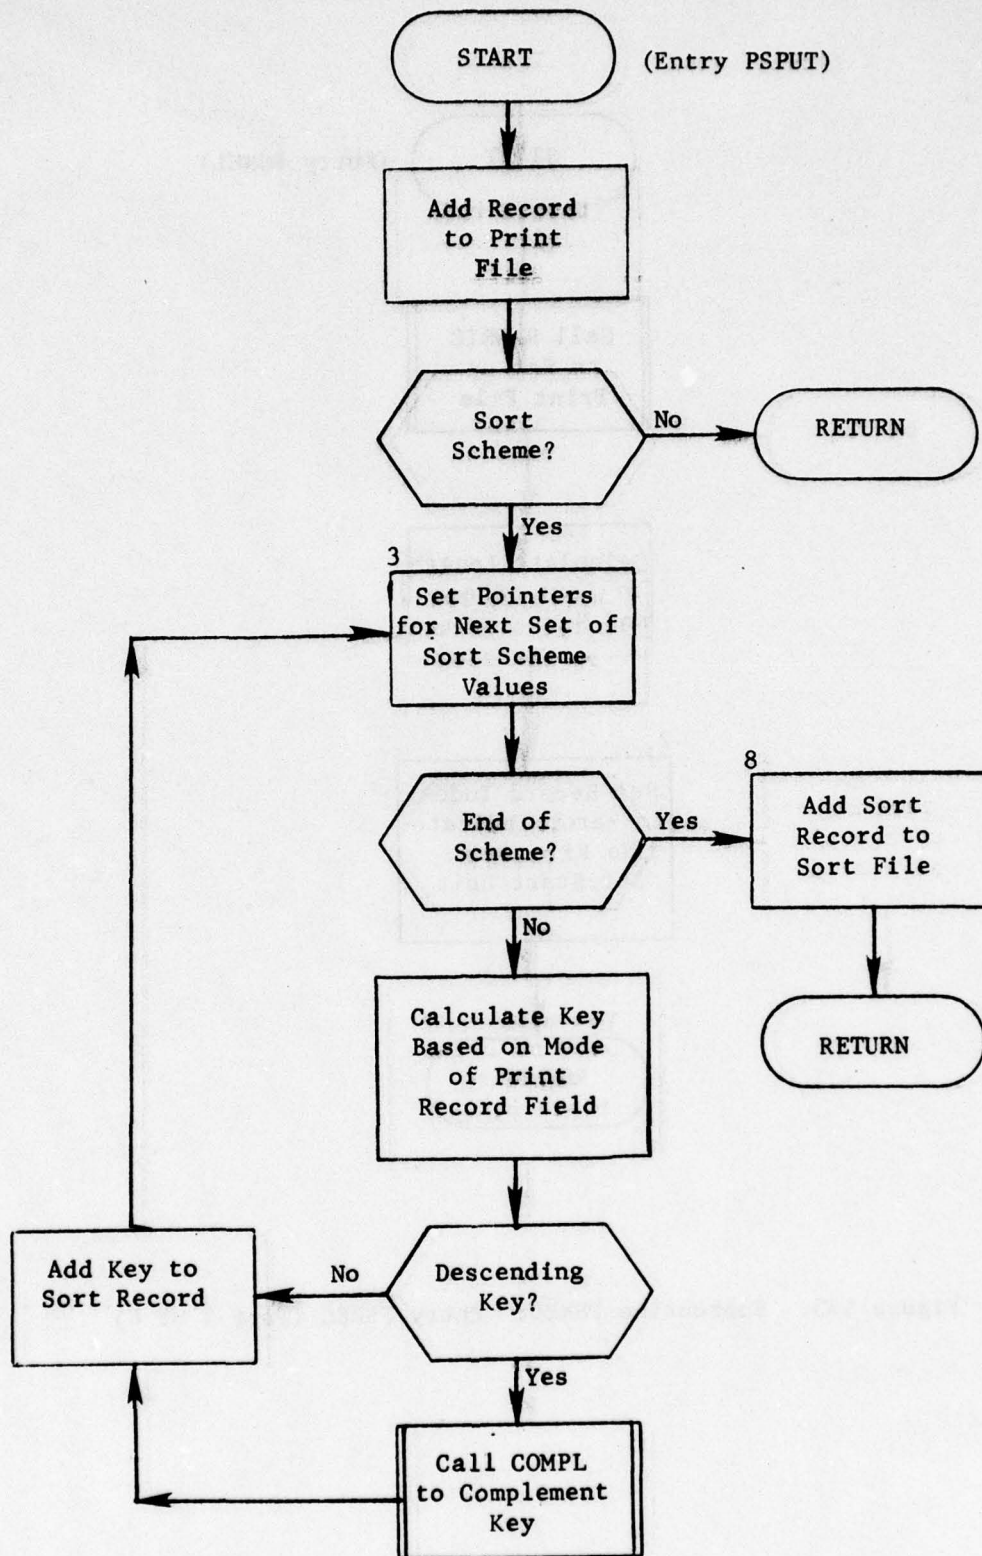 START
(Entry PSPUT)
Add Record
to Print
File
Sort
Scheme?
No
RETURN
Yes
3
Set Pointers
for Next Set of
Sort Scheme
Values
End of
Scheme?
Yes
8
Add Sort
Record to
Sort File
No
RETURN
Calculate Key
Based on Mode
of Print
Record Field
Descending
Key?
No
Add Key to
Sort Record
Yes
Call COMPL
to Complement
Key